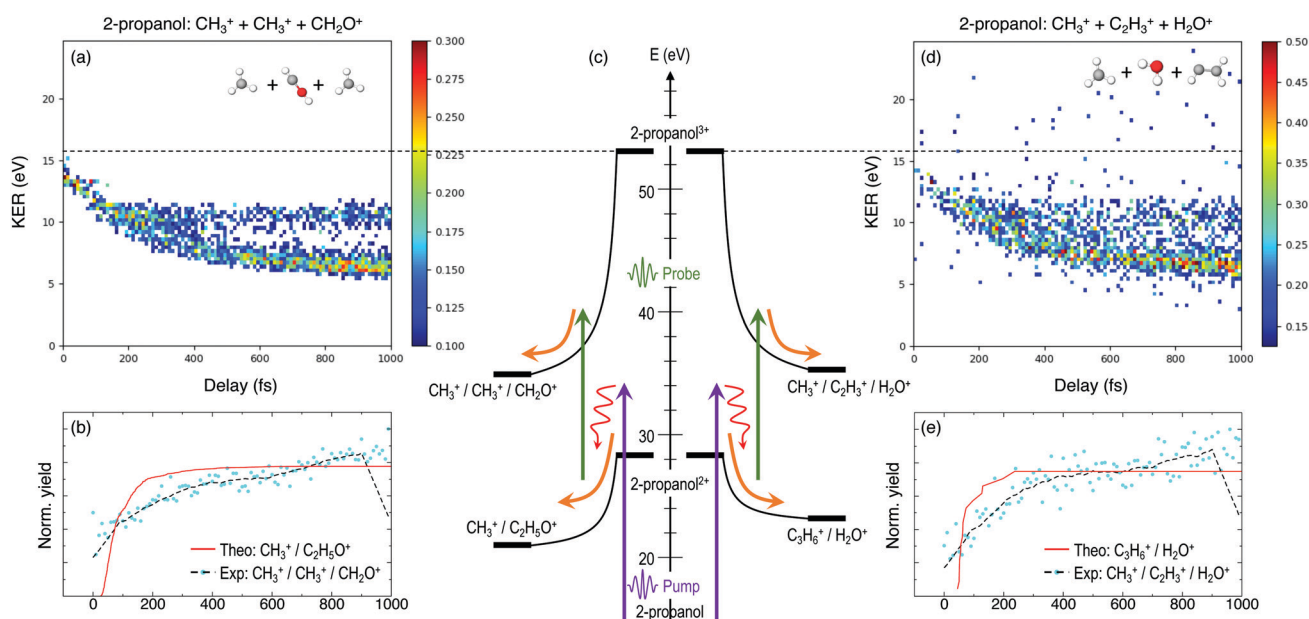 2-propanol: CH₃⁺ + CH₃⁺ + CH₂O⁺
(a)
+
+
KER (eV)
20
15
10
5
0
0
200
400
600
800
1000
Delay (fs)
0.300
0.275
0.250
0.225
0.200
0.175
0.150
0.125
0.100
(b)
Norm. yield
Theo: CH₃⁺ / C₂H₅O⁺
Exp: CH₃⁺ / CH₃⁺ / CH₂O⁺
0
200
400
600
800
1000
(c)
E (eV)
2-propanol³⁺
50
Probe
40
CH₃⁺ / CH₃⁺ / CH₂O⁺
CH₃⁺ / C₂H₃⁺ / H₂O⁺
30
2-propanol²⁺
CH₃⁺ / C₂H₅O⁺
C₃H₆⁺ / H₂O⁺
20
Pump
2-propanol
2-propanol: CH₃⁺ + C₂H₃⁺ + H₂O⁺
(d)
+
+
KER (eV)
20
15
10
5
0
0
200
400
600
800
1000
Delay (fs)
0.50
0.45
0.40
0.35
0.30
0.25
0.20
0.15
(e)
Norm. yield
Theo: C₃H₆⁺ / H₂O⁺
Exp: CH₃⁺ / C₂H₃⁺ / H₂O⁺
0
200
400
600
800
1000